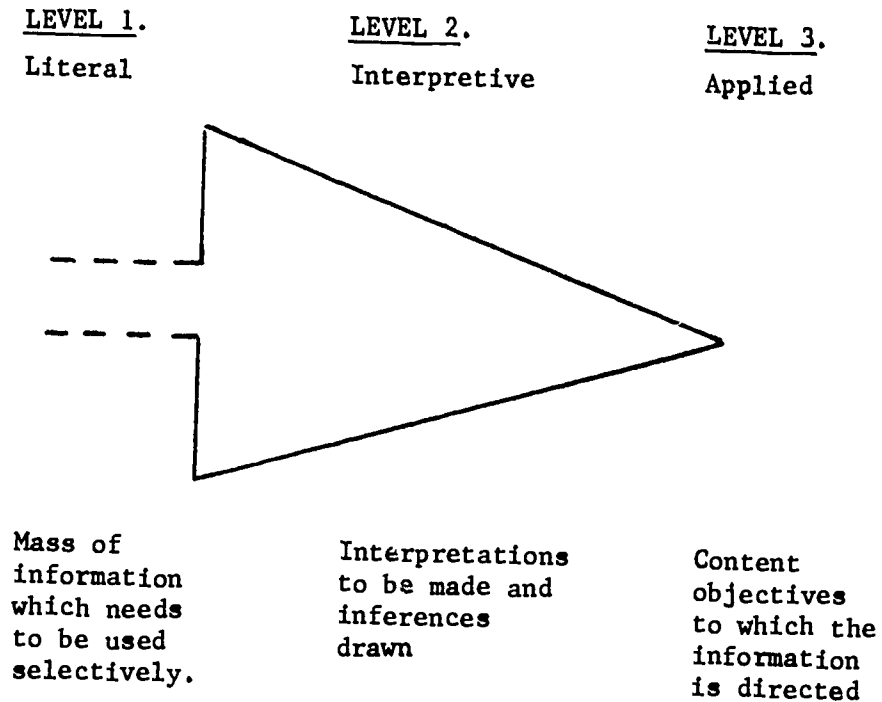 LEVEL 1.
Literal
LEVEL 2.
Interpretive
LEVEL 3.
Applied
Mass of
information
which needs
to be used
selectively.
Interpretations
to be made and
inferences
drawn
Content
objectives
to which the
information
is directed